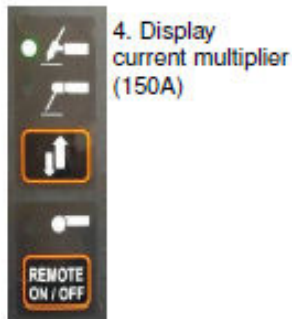 4. Display
current multiplier
(150A)
REMOTE
ON / OFF